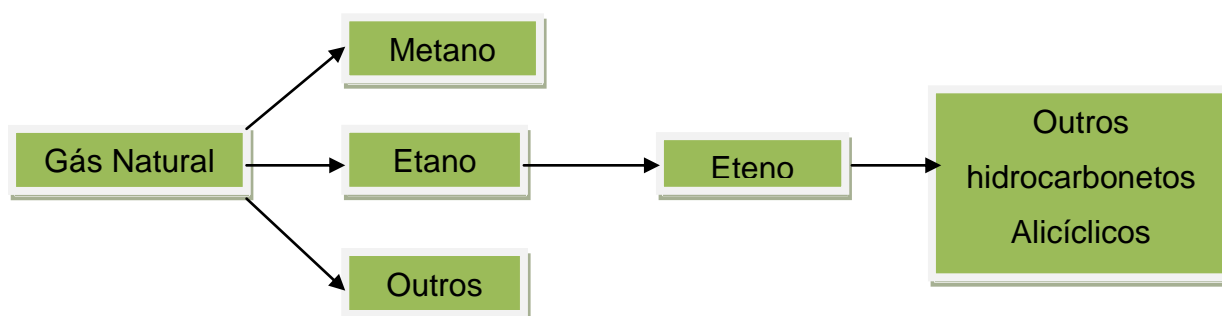 Metano
Gás Natural
Etano
Eteno
Outros
hidrocarbonetos
Alicíclicos
Outros